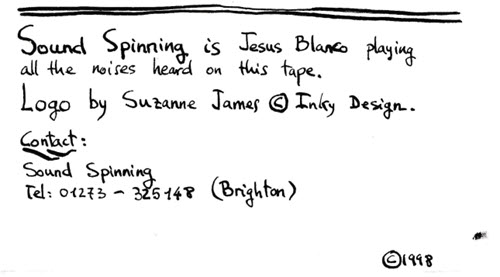 Sound Spinning is Jesus Blanco playing
all the noises heard on this tape.
Logo by Suzanne James © Inky Design.
Contact:
Sound Spinning
Tel: 01273 - 325148 (Brighton)
©1998